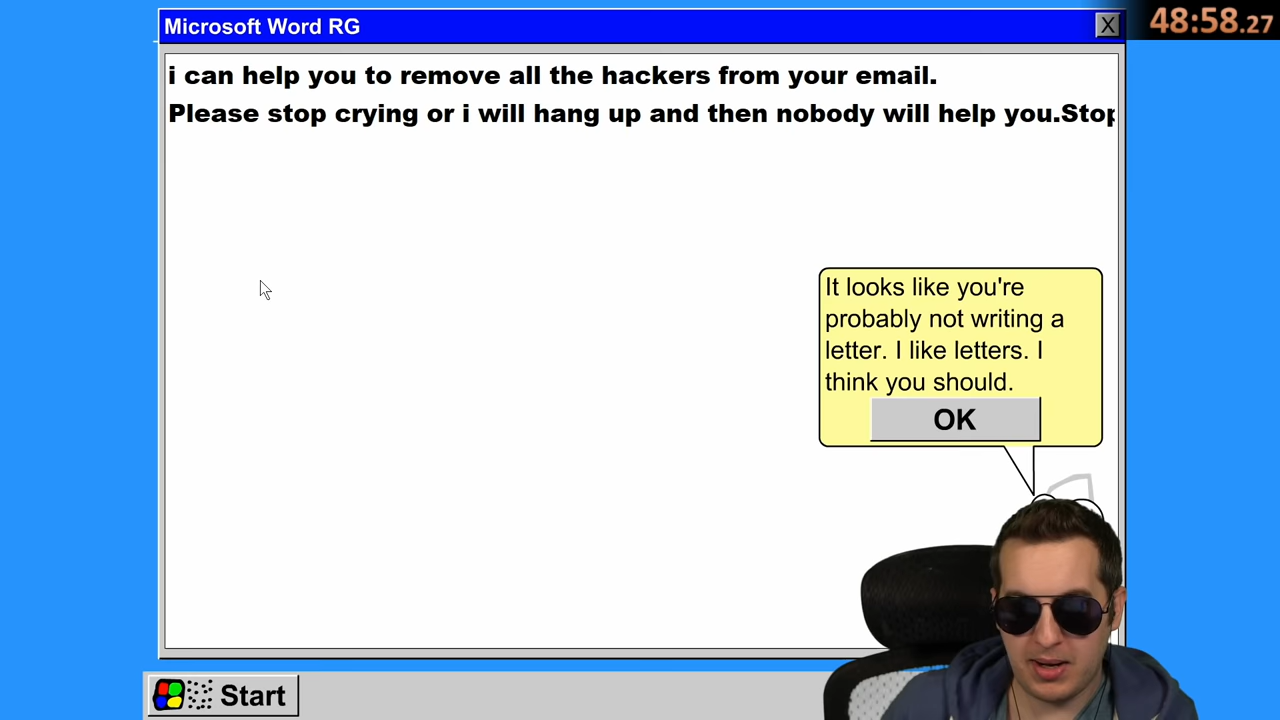 Microsoft Word RG
X
48:58.27
i can help you to remove all the hackers from your email.
Please stop crying or i will hang up and then nobody will help you.Stop
It looks like you're
probably not writing a
letter. I like letters. I
think you should.
OK
Start